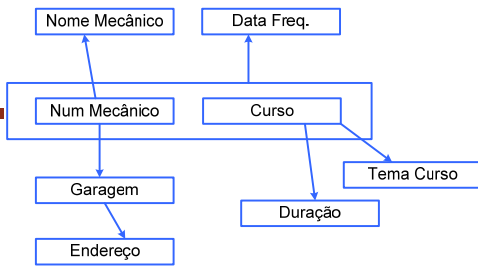 Nome Mecânico
Data Freq.
Num Mecânico
Curso
Tema Curso
Garagem
Duração
Endereço